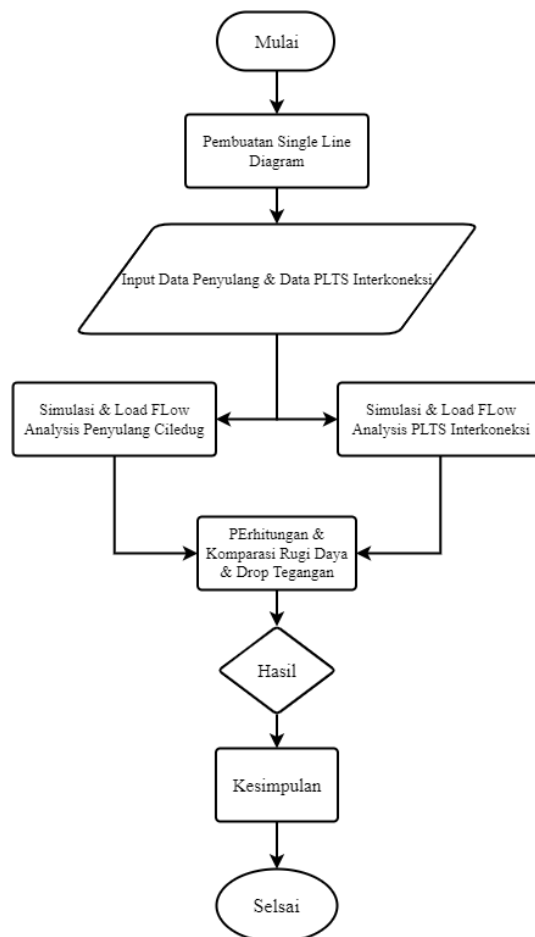 Mulai
Pembuatan Single Line
Diagram
Input Data Penyulang & Data PLTS Interkoneksi
Simulasi & Load FLow
Analysis Penyulang Ciledug
Simulasi & Load FLow
Analysis PLTS Interkoneksi
PErhitungan &
Komparasi Rugi Daya
& Drop Tegangan
Hasil
Kesimpulan
Selsai